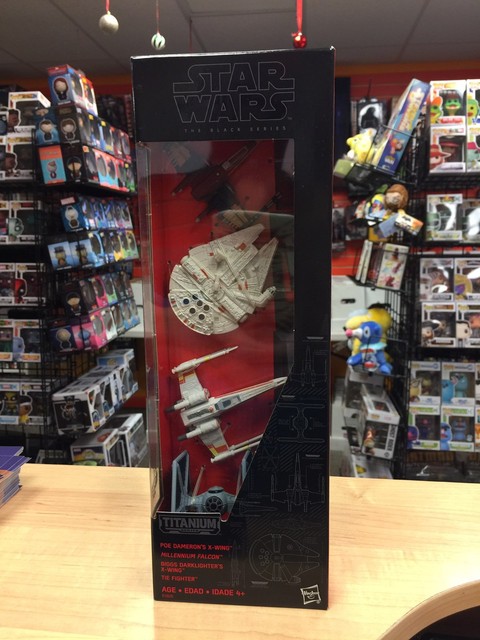 STAR
WARS
THE BLACK SERIES
TITANIUM
POE DAMERON'S X-WING
MILLENNIUM FALCON
BIGGS DARKLIGHTER'S
X-WING
TIE FIGHTER
AGE • EDAD • IDADE 4+
Hasbro